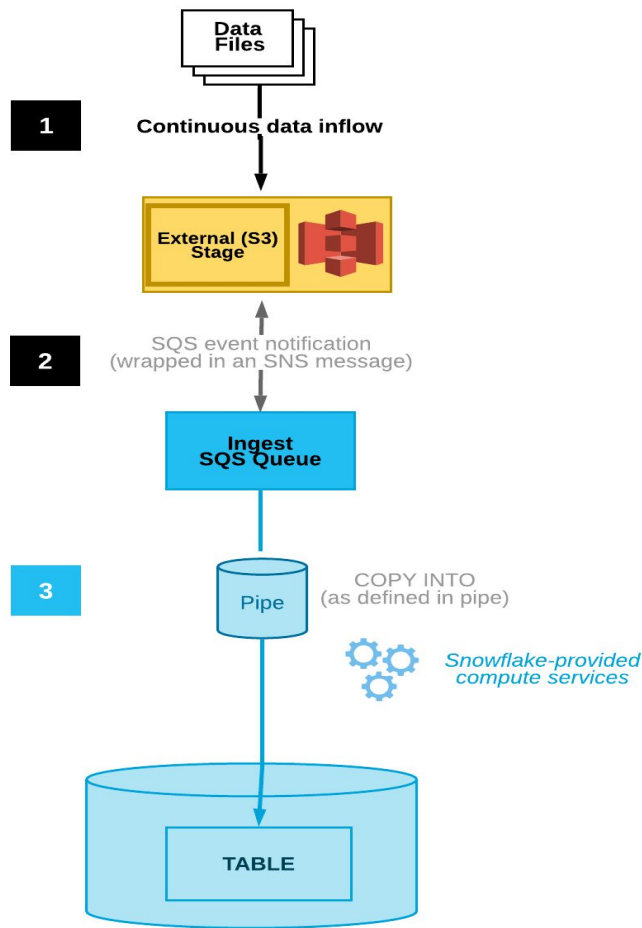 Data
Files
1
Continuous data inflow
External (S3)
Stage
SQS event notification
(wrapped in an SNS message)
2
Ingest
SQS Queue
3
Pipe
COPY INTO
(as defined in pipe)
Snowflake-provided
compute services
TABLE